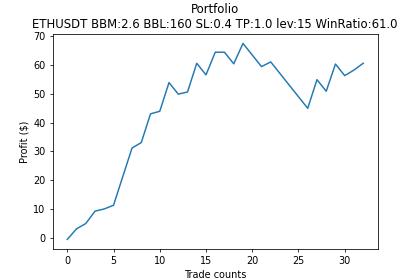 Portfolio
ETHUSDT BBM:2.6 BBL:160 SL:0.4 TP:1.0 lev:15 WinRatio:61.0
70
60
50
40
30
20
10
0
Profit ($)
0 5 10 15 20 25 30
Trade counts